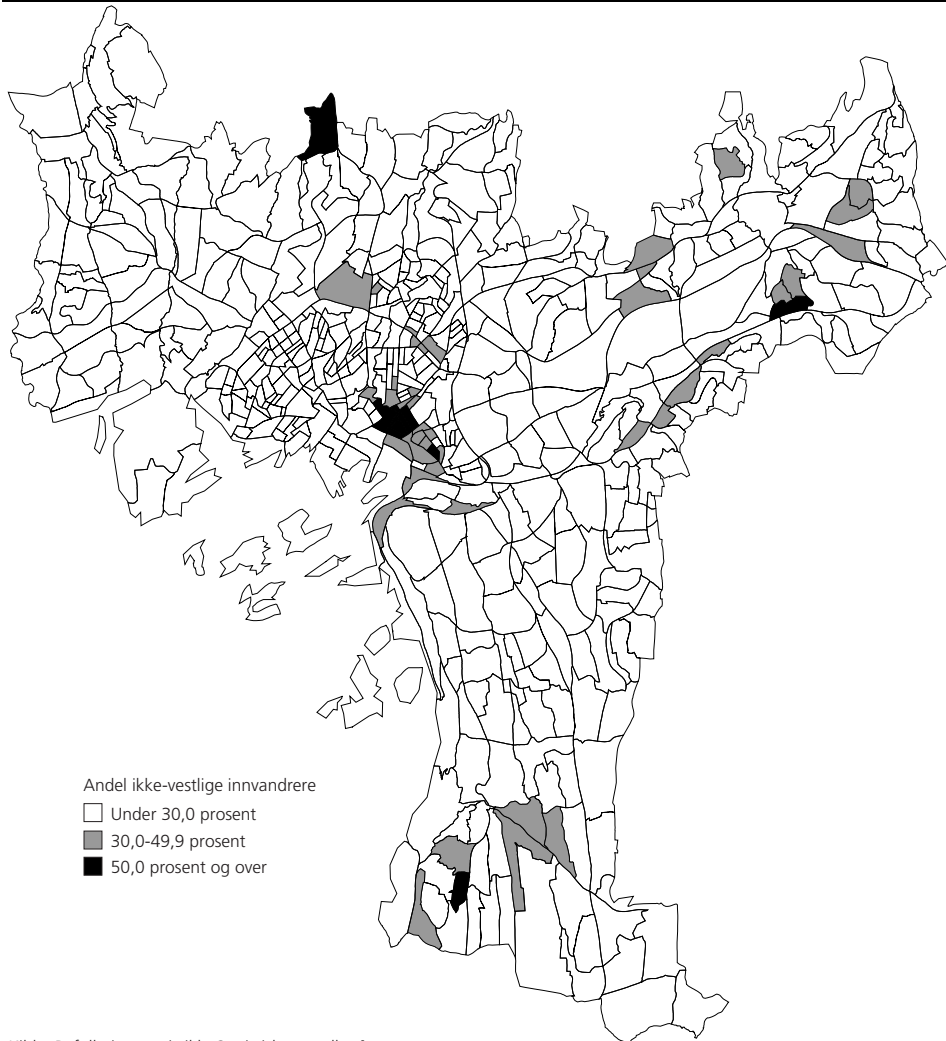 Andel ikke-vestlige innvandrere
Under 30,0 prosent
30,0-49,9 prosent
50,0 prosent og over